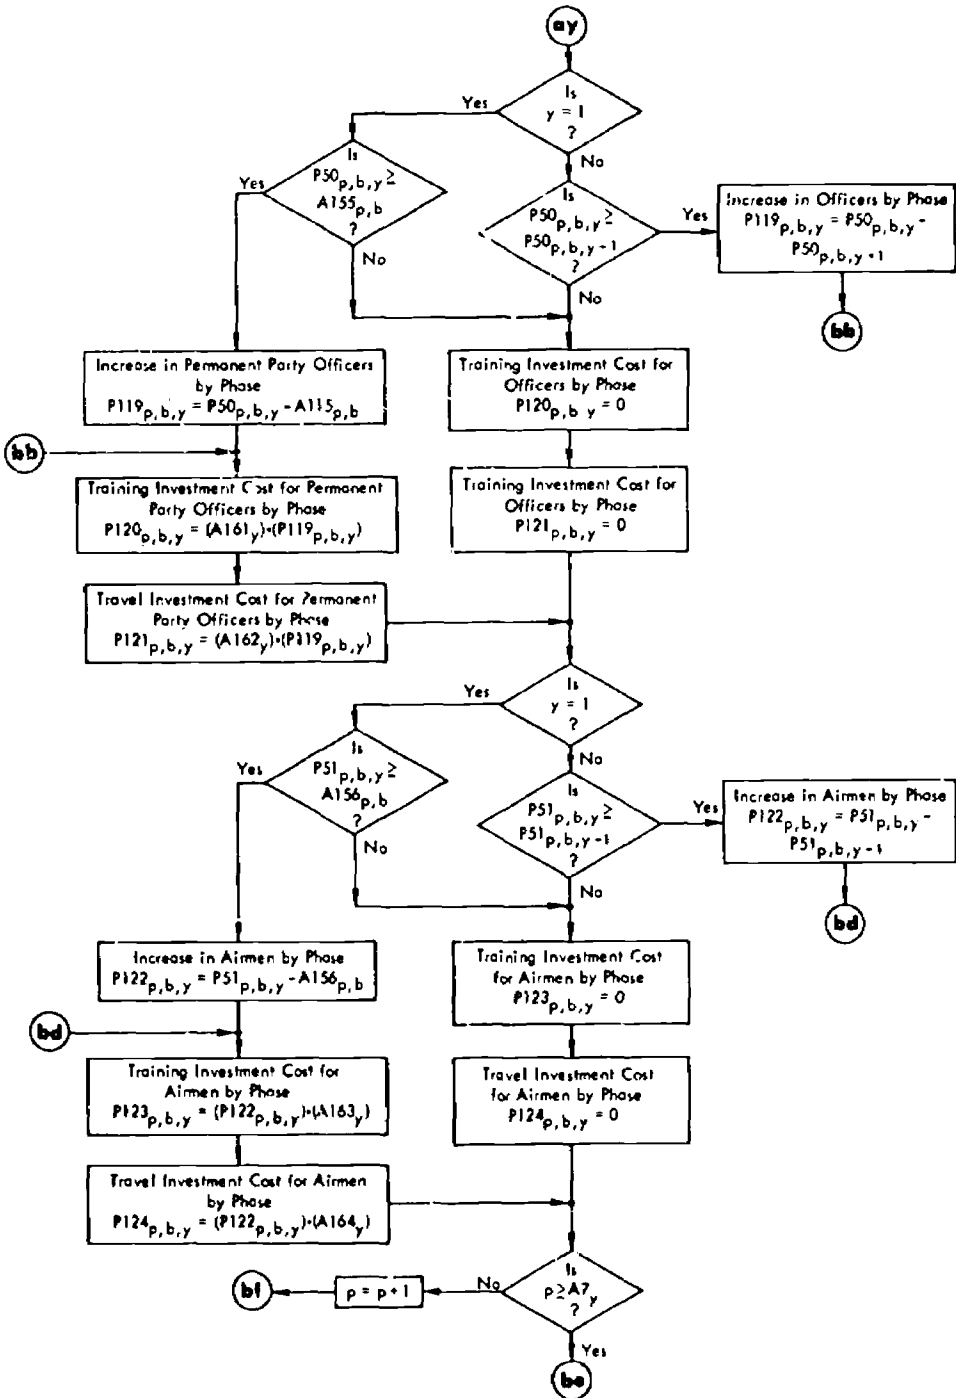 ay
Is
y = 1
?
Yes
No
Is
P50p,b,y ≥
A155p,b
?
Yes
No
Is
P50p,b,y ≥
P50p,b,y-1
?
Yes
No
Increase in Officers by Phase
P119p,b,y = P50p,b,y -
P50p,b,y-1
bb
Increase in Permanent Party Officers
by Phase
P119p,b,y = P50p,b,y - A115p,b
Training Investment Cost for
Officers by Phase
P120p,b y = 0
bb
Training Investment Cost for Permanent
Party Officers by Phase
P120p,b,y = (A161y)·(P119p,b,y)
Training Investment Cost for
Officers by Phase
P121p,b,y = 0
Travel Investment Cost for Permanent
Party Officers by Phase
P121p,b,y = (A162y)·(P119p,b,y)
Is
y = 1
?
Yes
No
Is
P51p,b,y ≥
A156p,b
?
Yes
No
Is
P51p,b,y ≥
P51p,b,y-1
?
Yes
No
Increase in Airmen by Phase
P122p,b,y = P51p,b,y -
P51p,b,y-1
bd
Increase in Airmen by Phase
P122p,b,y = P51p,b,y - A156p,b
Training Investment Cost
for Airmen by Phase
P123p,b,y = 0
bd
Training Investment Cost for
Airmen by Phase
P123p,b,y = (P122p,b,y)·(A163y)
Travel Investment Cost
for Airmen by Phase
P124p,b,y = 0
Travel Investment Cost for Airmen
by Phase
P124p,b,y = (P122p,b,y)·(A164y)
Is
p ≥ A7y
?
No
p = p + 1
bf
Yes
be